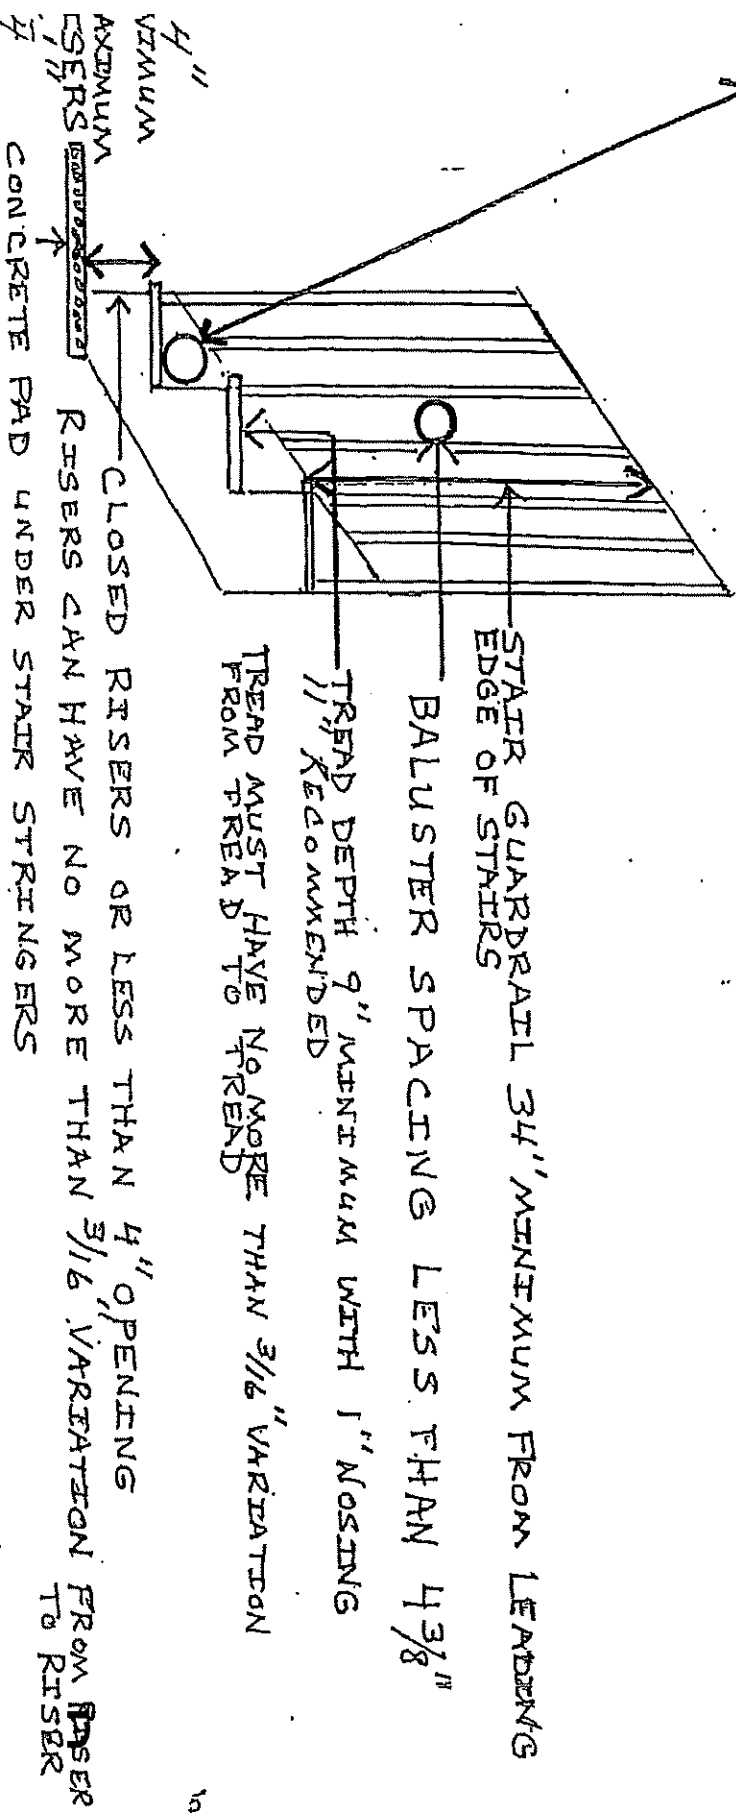 STAIR GUARDRAIL 34" MINIMUM FROM LEADING
EDGE OF STAIRS
BALUSTER SPACING LESS THAN 4 3/8"
TREAD DEPTH 9" MINIMUM WITH 1" NOSING
11" RECOMMENDED
TREAD MUST HAVE NO MORE THAN 3/16" VARIATION
FROM TREAD TO TREAD
CLOSED RISERS OR LESS THAN 4" OPENING
RISERS CAN HAVE NO MORE THAN 3/16" VARIATION FROM RISER
TO RISER
CONCRETE PAD UNDER STAIR STRINGERS
4"
VIMUM
AXIMUM
ESERS